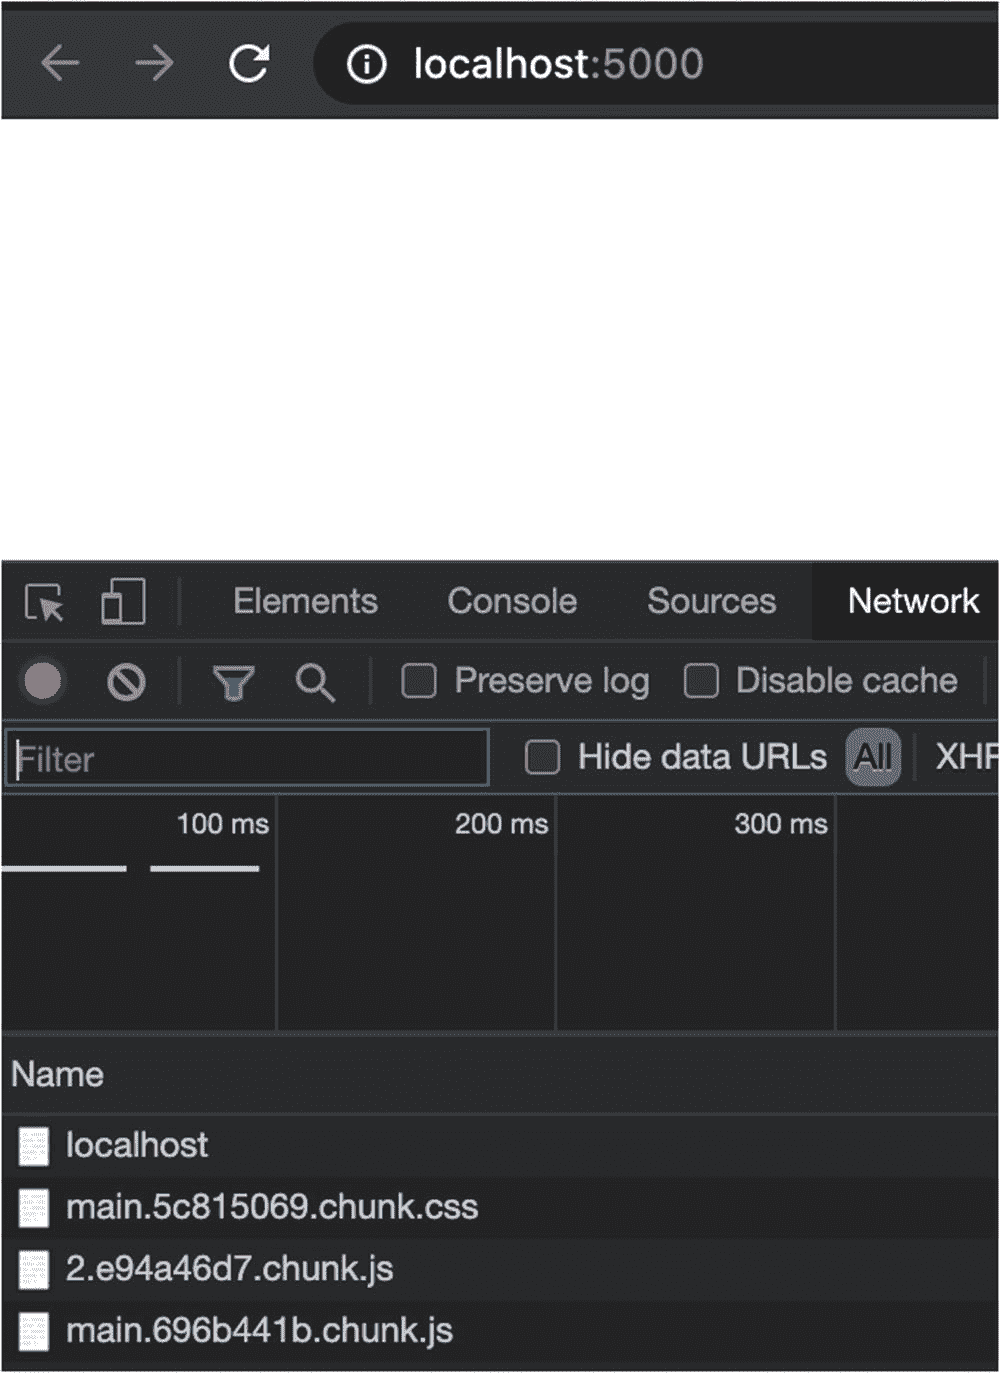 localhost:5000
Elements Console Sources Network
Preserve log Disable cache
Filter Hide data URLs All XHR
100 ms 200 ms 300 ms
Name
localhost
main.5c815069.chunk.css
2.e94a46d7.chunk.js
main.696b441b.chunk.js